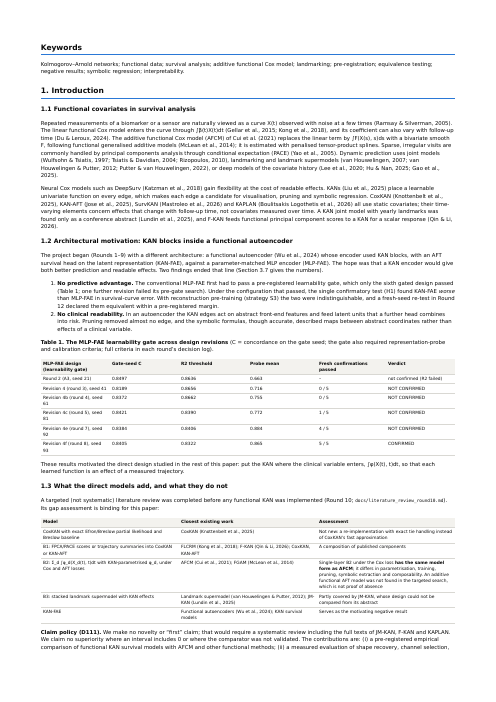 Keywords
Kolmogorov–Arnold networks; functional data; survival analysis; additive functional Cox model; landmarking; pre-registration; equivalence testing;
negative results; symbolic regression; interpretability.
1. Introduction
1.1 Functional covariates in survival analysis
Repeated measurements of a biomarker or a sensor are naturally viewed as a curve X(t) observed with noise at a few times (Ramsay & Silverman, 2005).
The linear functional Cox model enters the curve through ∫β(t)X(t)dt (Gellar et al., 2015; Kong et al., 2018), and its coefficient can also vary with follow-up
time (Du & Leroux, 2024). The additive functional Cox model (AFCM) of Cui et al. (2021) replaces the linear term by ∫F(X(s), s)ds with a bivariate smooth
F, following functional generalised additive models (McLean et al., 2014); it is estimated with penalised tensor-product splines. Sparse, irregular visits are
commonly handled by principal components analysis through conditional expectation (PACE) (Yao et al., 2005). Dynamic prediction uses joint models
(Wulfsohn & Tsiatis, 1997; Tsiatis & Davidian, 2004; Rizopoulos, 2010), landmarking and landmark supermodels (van Houwelingen, 2007; van
Houwelingen & Putter, 2012; Putter & van Houwelingen, 2022), or deep models of the covariate history (Lee et al., 2020; Hu & Nan, 2025; Gao et al.,
2025).
Neural Cox models such as DeepSurv (Katzman et al., 2018) gain flexibility at the cost of readable effects. KANs (Liu et al., 2025) place a learnable
univariate function on every edge, which makes each edge a candidate for visualisation, pruning and symbolic regression. CoxKAN (Knottenbelt et al.,
2025), KAN-AFT (Jose et al., 2025), SurvKAN (Mastroleo et al., 2026) and KAPLAN (Boulitsakis Logothetis et al., 2026) all use static covariates; their time-
varying elements concern effects that change with follow-up time, not covariates measured over time. A KAN joint model with yearly landmarks was
found only as a conference abstract (Lundin et al., 2025), and F-KAN feeds functional principal component scores to a KAN for a scalar response (Qin & Li,
2026).
1.2 Architectural motivation: KAN blocks inside a functional autoencoder
The project began (Rounds 1–9) with a different architecture: a functional autoencoder (Wu et al., 2024) whose encoder used KAN blocks, with an AFT
survival head on the latent representation (KAN-FAE), against a parameter-matched MLP encoder (MLP-FAE). The hope was that a KAN encoder would give
both better prediction and readable effects. Two findings ended that line (Section 3.7 gives the numbers).
1. No predictive advantage. The conventional MLP-FAE first had to pass a pre-registered learnability gate, which only the sixth gated design passed
(Table 1; one further revision failed its pre-gate search). Under the configuration that passed, the single confirmatory test (H1) found KAN-FAE worse
than MLP-FAE in survival-curve error. With reconstruction pre-training (strategy S3) the two were indistinguishable, and a fresh-seed re-test in Round
12 declared them equivalent within a pre-registered margin.
2. No clinical readability. In an autoencoder the KAN edges act on abstract front-end features and feed latent units that a further head combines
into risk. Pruning removed almost no edge, and the symbolic formulas, though accurate, described maps between abstract coordinates rather than
effects of a clinical variable.
Table 1. The MLP-FAE learnability gate across design revisions (C = concordance on the gate seed; the gate also required representation-probe
and calibration criteria; full criteria in each round's decision log).
MLP-FAE design (learnability gate) Gate-seed C R2 threshold Probe mean Fresh confirmations passed Verdict
Round 2 (A3, seed 21) 0.8497 0.8636 0.663 – not confirmed (R2 failed)
Revision 4 (round 3), seed 41 0.8189 0.8656 0.716 0 / 5 NOT CONFIRMED
Revision 4b (round 4), seed 61 0.8372 0.8662 0.755 0 / 5 NOT CONFIRMED
Revision 4c (round 5), seed 81 0.8421 0.8390 0.772 1 / 5 NOT CONFIRMED
Revision 4e (round 7), seed 92 0.8384 0.8406 0.884 4 / 5 NOT CONFIRMED
Revision 4f (round 8), seed 93 0.8405 0.8322 0.865 5 / 5 CONFIRMED
These results motivated the direct design studied in the rest of this paper: put the KAN where the clinical variable enters, ∫φ(X(t), t)dt, so that each
learned function is an effect of a measured trajectory.
1.3 What the direct models add, and what they do not
A targeted (not systematic) literature review was completed before any functional KAN was implemented (Round 10; docs/literature_review_round10.md).
Its gap assessment is binding for this paper:
Model Closest existing work Assessment
CoxKAN with exact Efron/Breslow partial likelihood and Breslow baseline CoxKAN (Knottenbelt et al., 2025) Not new: a re-implementation with exact tie handling instead of CoxKAN's fast approximation
B1: FPCA/PACE scores or trajectory summaries into CoxKAN or KAN-AFT FLCRM (Kong et al., 2018); F-KAN (Qin & Li, 2026); CoxKAN, KAN-AFT A composition of published components
B2: Σ_d ∫φ_d(X_d(t), t)dt with KAN-parametrised φ_d, under Cox and AFT losses AFCM (Cui et al., 2021); FGAM (McLean et al., 2014) Single-layer B2 under the Cox loss has the same model form as AFCM; it differs in parametrisation, training, pruning, symbolic extraction and composability. An additive functional AFT model was not found in the targeted search, which is not proof of absence
B3: stacked landmark supermodel with KAN effects Landmark supermodel (van Houwelingen & Putter, 2012); JM-KAN (Lundin et al., 2025) Partly covered by JM-KAN, whose design could not be compared from its abstract
KAN-FAE Functional autoencoders (Wu et al., 2024); KAN survival models Serves as the motivating negative result
Claim policy (D111). We make no novelty or "first" claim; that would require a systematic review including the full texts of JM-KAN, F-KAN and KAPLAN.
We claim no superiority where an interval includes 0 or where the comparator was not validated. The contributions are: (i) a pre-registered empirical
comparison of functional KAN survival models with AFCM and other functional methods; (ii) a measured evaluation of shape recovery, channel selection,